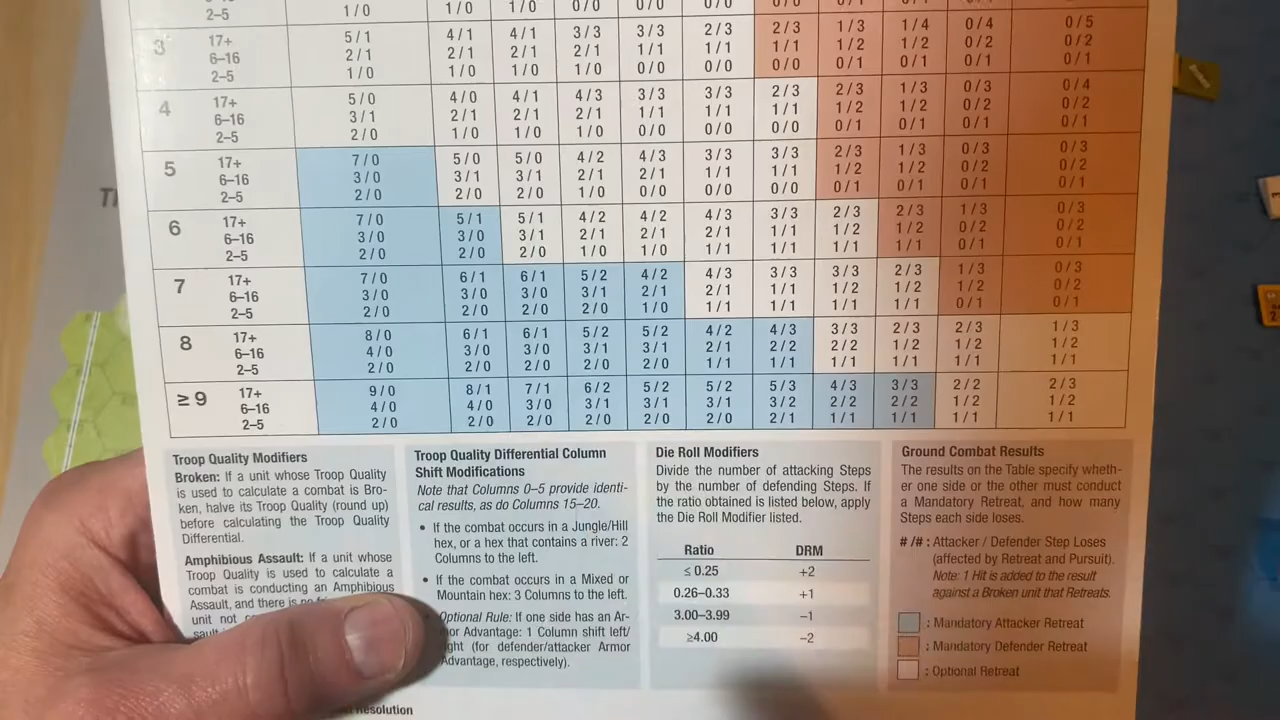 2–5 1 / 0 1 / 0 1 / 0 0 / 0 0 / 0 0 / 0 0 / 0
3 17+ 5 / 1 4 / 1 4 / 1 3 / 3 3 / 3 2 / 3 2 / 3 1 / 3 1 / 4 0 / 4 0 / 5
6–16 2 / 1 2 / 1 2 / 1 2 / 1 1 / 1 1 / 1 1 / 1 1 / 2 1 / 2 0 / 2 0 / 2
2–5 1 / 0 1 / 0 1 / 0 1 / 0 0 / 0 0 / 0 0 / 0 0 / 1 0 / 1 0 / 1 0 / 1
4 17+ 5 / 0 4 / 0 4 / 1 4 / 3 3 / 3 3 / 3 2 / 3 2 / 3 1 / 3 0 / 3 0 / 4
6–16 3 / 1 2 / 1 2 / 1 2 / 1 1 / 1 1 / 1 1 / 1 1 / 2 1 / 2 0 / 2 0 / 2
2–5 2 / 0 1 / 0 1 / 0 1 / 0 0 / 0 0 / 0 0 / 0 0 / 1 0 / 1 0 / 1 0 / 1
5 17+ 7 / 0 5 / 0 5 / 0 4 / 2 4 / 3 3 / 3 3 / 3 2 / 3 1 / 3 0 / 3 0 / 3
6–16 3 / 0 3 / 1 3 / 1 2 / 1 2 / 1 1 / 1 1 / 1 1 / 2 1 / 2 0 / 2 0 / 2
2–5 2 / 0 2 / 0 2 / 0 1 / 0 0 / 0 0 / 0 0 / 0 0 / 1 0 / 1 0 / 1 0 / 1
6 17+ 7 / 0 5 / 1 5 / 1 4 / 2 4 / 2 4 / 3 3 / 3 2 / 3 2 / 3 1 / 3 0 / 3
6–16 3 / 0 3 / 0 3 / 1 2 / 1 2 / 1 2 / 1 1 / 1 1 / 2 1 / 2 0 / 2 0 / 2
2–5 2 / 0 2 / 0 2 / 0 1 / 0 1 / 0 1 / 1 1 / 1 1 / 1 1 / 1 0 / 1 0 / 1
7 17+ 7 / 0 6 / 1 6 / 1 5 / 2 4 / 2 4 / 3 3 / 3 3 / 3 2 / 3 1 / 3 0 / 3
6–16 3 / 0 3 / 0 3 / 0 3 / 1 2 / 1 2 / 1 1 / 1 1 / 2 1 / 2 1 / 2 0 / 2
2–5 2 / 0 2 / 0 2 / 0 2 / 0 1 / 0 1 / 1 1 / 1 1 / 1 1 / 1 0 / 1 0 / 1
8 17+ 8 / 0 6 / 1 6 / 1 5 / 2 5 / 2 4 / 2 4 / 3 3 / 3 2 / 3 2 / 3 1 / 3
6–16 4 / 0 3 / 0 3 / 0 3 / 1 3 / 1 2 / 1 2 / 2 2 / 2 1 / 2 1 / 2 1 / 2
2–5 2 / 0 2 / 0 2 / 0 2 / 0 2 / 0 1 / 1 1 / 1 1 / 1 1 / 1 1 / 1 1 / 1
≥ 9 17+ 9 / 0 8 / 1 7 / 1 6 / 2 5 / 2 5 / 2 5 / 3 4 / 3 3 / 3 2 / 2 2 / 3
6–16 4 / 0 4 / 0 3 / 0 3 / 1 3 / 1 3 / 1 3 / 2 2 / 2 2 / 2 1 / 2 1 / 2
2–5 2 / 0 2 / 0 2 / 0 2 / 0 2 / 0 2 / 0 2 / 1 1 / 1 1 / 1 1 / 1 1 / 1
Troop Quality Modifiers
Broken: If a unit whose Troop Quality
is used to calculate a combat is Bro-
ken, halve its Troop Quality (round up)
before calculating the Troop Quality
Differential.
Amphibious Assault: If a unit whose
Troop Quality is used to calculate a
combat is conducting an Amphibious
Assault, and there is
unit not
Troop Quality Differential Column
Shift Modifications
Note that Columns 0–5 provide identi-
cal results, as do Columns 15–20.
• If the combat occurs in a Jungle/Hill
hex, or a hex that contains a river: 2
Columns to the left.
• If the combat occurs in a Mixed or
Mountain hex: 3 Columns to the left.
Optional Rule: If one side has an Ar-
mor Advantage: 1 Column shift left/
ght (for defender/attacker Armor
Advantage, respectively).
Die Roll Modifiers
Divide the number of attacking Steps
by the number of defending Steps. If
the ratio obtained is listed below, apply
the Die Roll Modifier listed.
Ratio DRM
≤ 0.25 +2
0.26–0.33 +1
3.00–3.99 –1
≥4.00 –2
Ground Combat Results
The results on the Table specify wheth-
er one side or the other must conduct
a Mandatory Retreat, and how many
Steps each side loses.
# /# : Attacker / Defender Step Loses
(affected by Retreat and Pursuit).
Note: 1 Hit is added to the result
against a Broken unit that Retreats.
: Mandatory Attacker Retreat
: Mandatory Defender Retreat
: Optional Retreat
Resolution